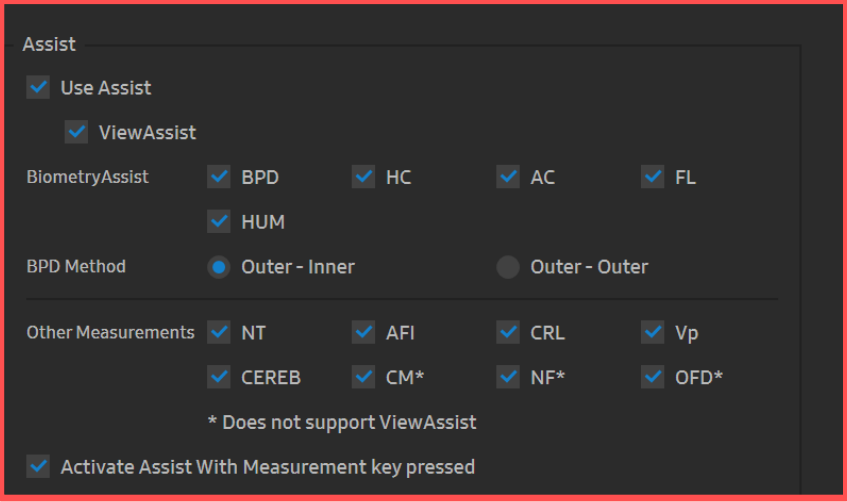 Assist
Use Assist
ViewAssist
BiometryAssist BPD HC AC FL
HUM
BPD Method Outer - Inner Outer - Outer
Other Measurements NT AFI CRL Vp
CEREB CM* NF* OFD*
* Does not support ViewAssist
Activate Assist With Measurement key pressed